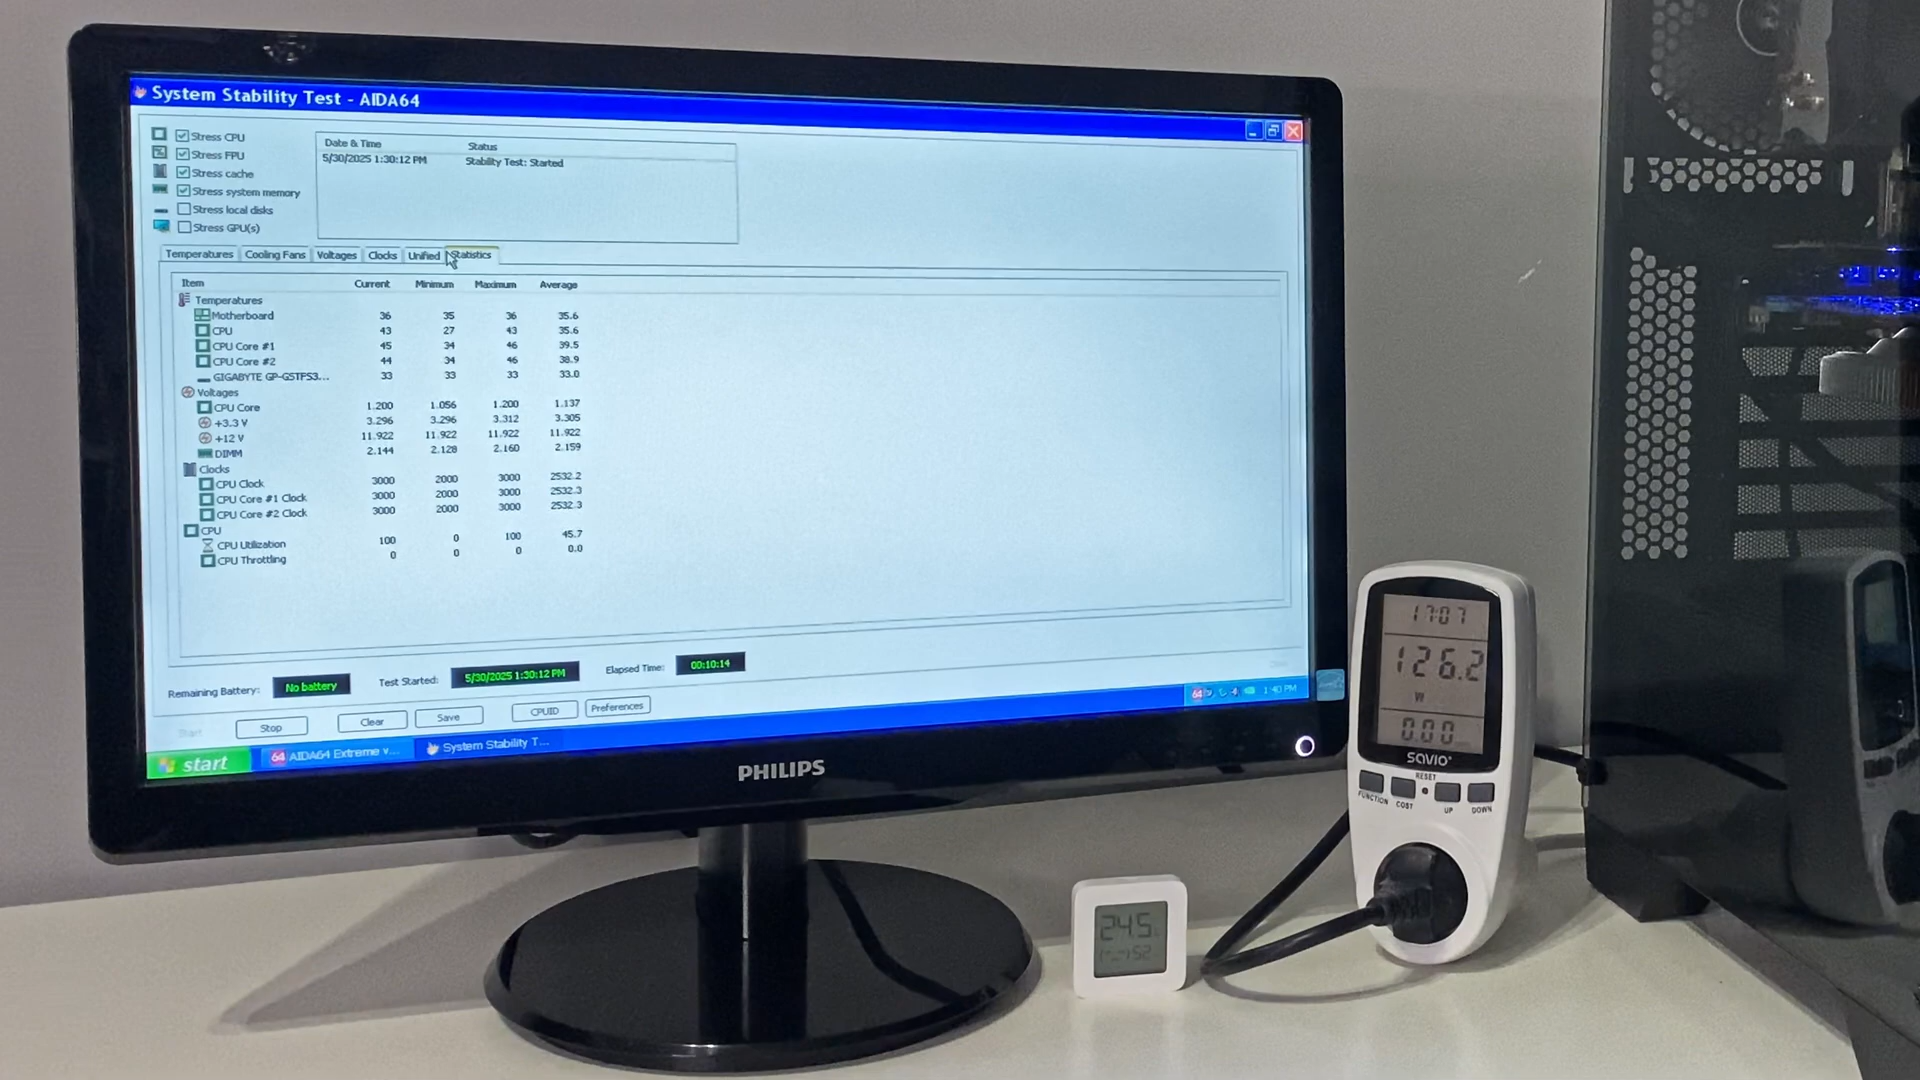 System Stability Test - AIDA64
Stress CPU
Stress FPU
Stress cache
Stress system memory
Stress local disks
Stress GPU(s)
Date & Time Status
5/30/2025 1:30:12 PM Stability Test: Started
Temperatures Cooling Fans Voltages Clocks Unified Statistics
Item Current Minimum Maximum Average
Temperatures
Motherboard 36 35 36 35.6
CPU 43 27 43 35.6
CPU Core #1 45 34 46 39.5
CPU Core #2 44 34 46 38.9
GIGABYTE GP-GSTFS3... 33 33 33 33.0
Voltages
CPU Core 1.200 1.056 1.200 1.137
+3.3 V 3.296 3.296 3.312 3.305
+12 V 11.922 11.922 11.922 11.922
DIMM 2.144 2.128 2.160 2.159
Clocks
CPU Clock 3000 2000 3000 2532.2
CPU Core #1 Clock 3000 2000 3000 2532.3
CPU Core #2 Clock 3000 2000 3000 2532.3
CPU
CPU Utilization 100 0 100 45.7
CPU Throttling 0 0 0 0.0
Remaining Battery: No battery Test Started: 5/30/2025 1:30:12 PM Elapsed Time: 00:10:14
Start Stop Clear Save CPUID Preferences
start 64 AIDA64 Extreme v... System Stability T... 64 1:40 PM
PHILIPS
17:07
126.2
W
0.00
SAVIO
RESET
FUNCTION COST UP DOWN
24.5
52